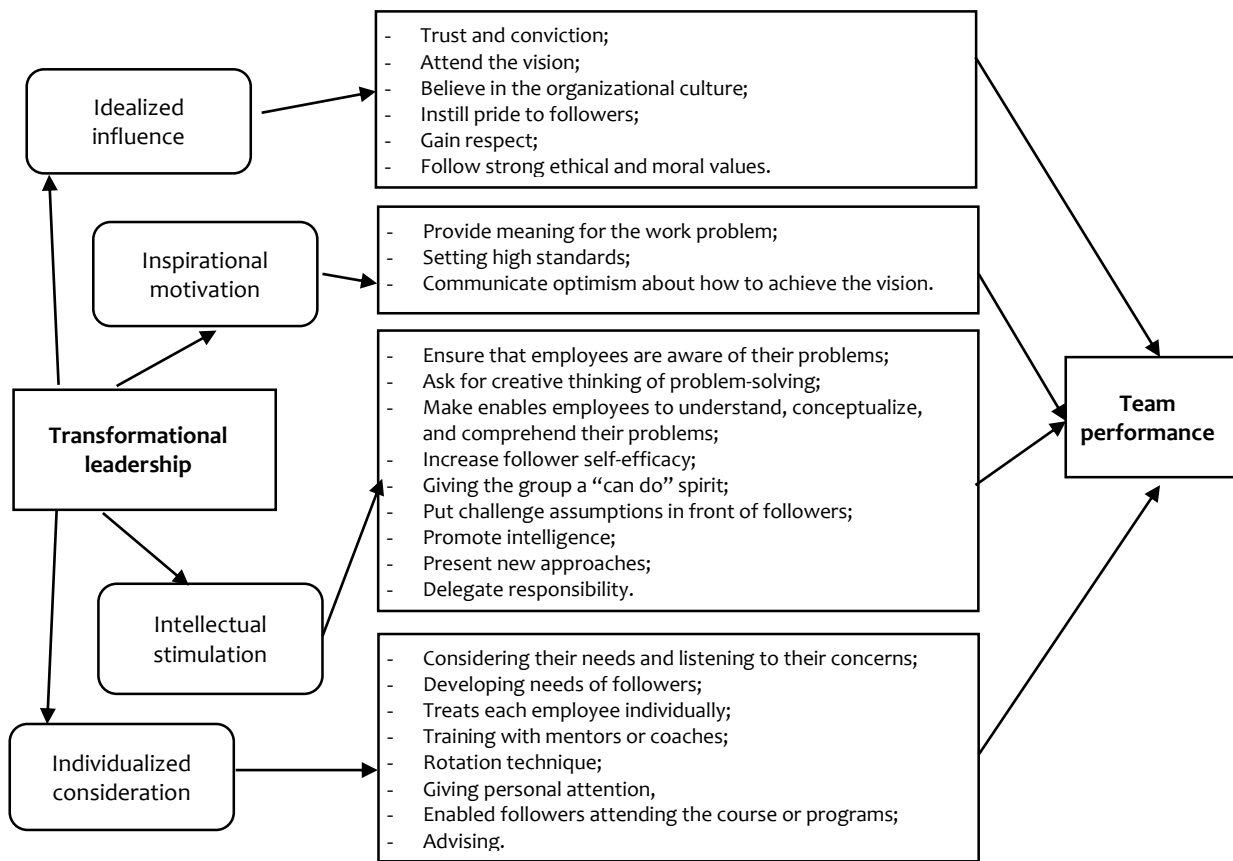 Idealized
influence
- Trust and conviction;
- Attend the vision;
- Believe in the organizational culture;
- Instill pride to followers;
- Gain respect;
- Follow strong ethical and moral values.
Inspirational
motivation
- Provide meaning for the work problem;
- Setting high standards;
- Communicate optimism about how to achieve the vision.
Transformational
leadership
- Ensure that employees are aware of their problems;
- Ask for creative thinking of problem-solving;
- Make enables employees to understand, conceptualize,
and comprehend their problems;
- Increase follower self-efficacy;
- Giving the group a “can do” spirit;
- Put challenge assumptions in front of followers;
- Promote intelligence;
- Present new approaches;
- Delegate responsibility.
Team
performance
Intellectual
stimulation
Individualized
consideration
- Considering their needs and listening to their concerns;
- Developing needs of followers;
- Treats each employee individually;
- Training with mentors or coaches;
- Rotation technique;
- Giving personal attention,
- Enabled followers attending the course or programs;
- Advising.